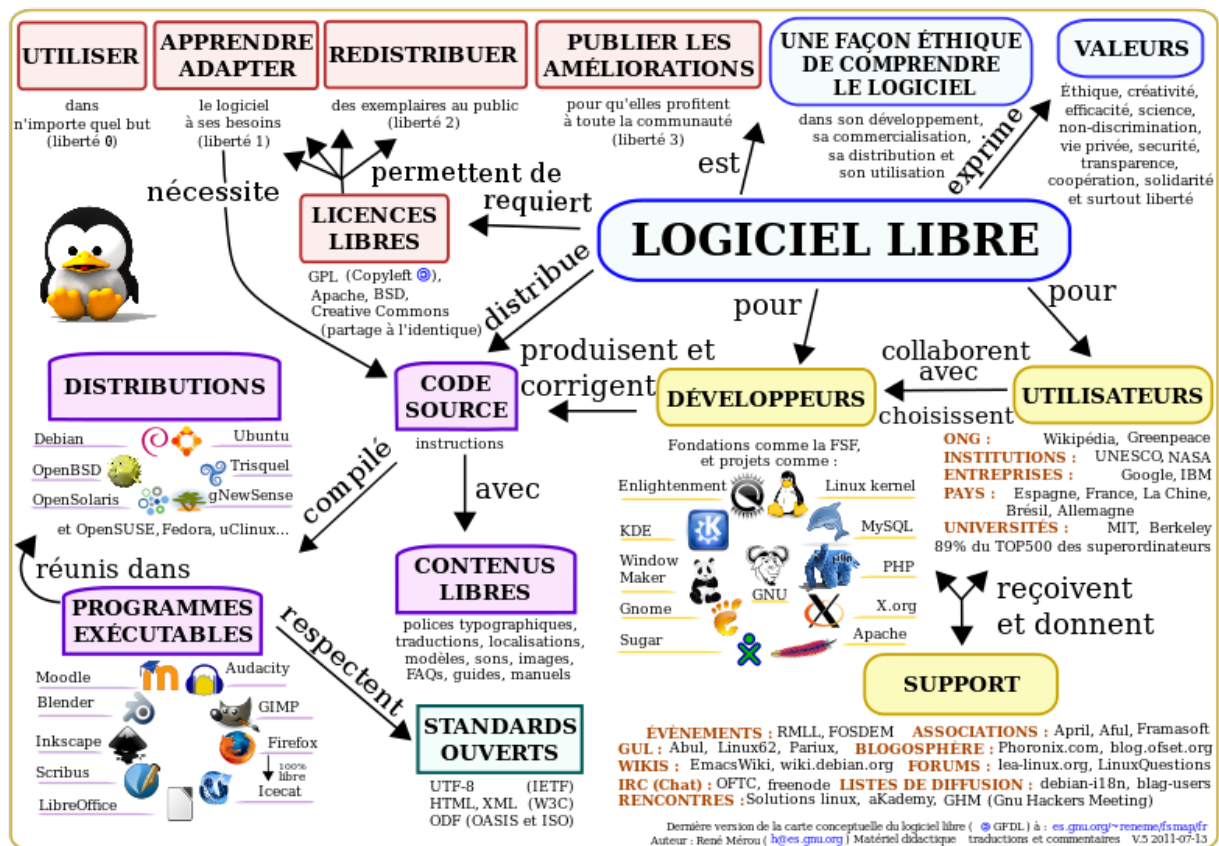 UTILISER
dans
n'importe quel but
(liberté 0)
APPRENDRE
ADAPTER
le logiciel
à ses besoins
(liberté 1)
REDISTRIBUER
des exemplaires au public
(liberté 2)
PUBLIER LES
AMÉLIORATIONS
pour qu'elles profitent
à toute la communauté
(liberté 3)
UNE FAÇON ÉTHIQUE
DE COMPRENDRE
LE LOGICIEL
dans son développement,
sa commercialisation,
sa distribution et
son utilisation
VALEURS
Éthique, créativité,
efficacité, science,
non-discrimination,
vie privée, securité,
transparence,
coopération, solidarité
et surtout liberté
est
exprime
nécessite
permettent de
requiert
LICENCES
LIBRES
GPL (Copyleft),
Apache, BSD,
Creative Commons
(partage à l'identique)
LOGICIEL LIBRE
distribue
pour
pour
DISTRIBUTIONS
Debian
Ubuntu
OpenBSD
Trisquel
OpenSolaris
gNewSense
et OpenSUSE, Fedora, uClinux...
CODE
SOURCE
instructions
produisent et
corrigent
DÉVELOPPEURS
collaborent
avec
choisissent
UTILISATEURS
Fondations comme la FSF,
et projets comme :
Enlightenment
Linux kernel
KDE
MySQL
Window
Maker
GNU
PHP
Gnome
X.org
Sugar
Apache
ONG : Wikipédia, Greenpeace
INSTITUTIONS : UNESCO, NASA
ENTREPRISES : Google, IBM
PAYS : Espagne, France, La Chine,
Brésil, Allemagne
UNIVERSITÉS : MIT, Berkeley
89% du TOP500 des superordinateurs
compilé
avec
réunis dans
PROGRAMMES
EXÉCUTABLES
Moodle
Audacity
Blender
GIMP
Inkscape
Firefox
100%
libre
Scribus
Icecat
LibreOffice
respectent
CONTENUS
LIBRES
polices typographiques,
traductions, localisations,
modèles, sons, images,
FAQs, guides, manuels
STANDARDS
OUVERTS
UTF-8 (IETF)
HTML, XML (W3C)
ODF (OASIS et ISO)
reçoivent
et donnent
SUPPORT
ÉVÈNEMENTS : RMLL, FOSDEM ASSOCIATIONS : April, Aful, Framasoft
GUL : Abul, Linux62, Pariux, BLOGOSPHÈRE : Phoronix.com, blog.ofset.org
WIKIS : EmacsWiki, wiki.debian.org FORUMS : lea-linux.org, LinuxQuestions
IRC (Chat) : OFTC, freenode LISTES DE DIFFUSION : debian-i18n, blag-users
RENCONTRES : Solutions linux, aKademy, GHM (Gnu Hackers Meeting)
Dernière version de la carte conceptuelle du logiciel libre ( GFDL ) à : es.gnu.org/~reneme/fsmap/fr
Auteur : René Mérou ( h@es.gnu.org ) Matériel didactique traductions et commentaires V.5 2011-07-13